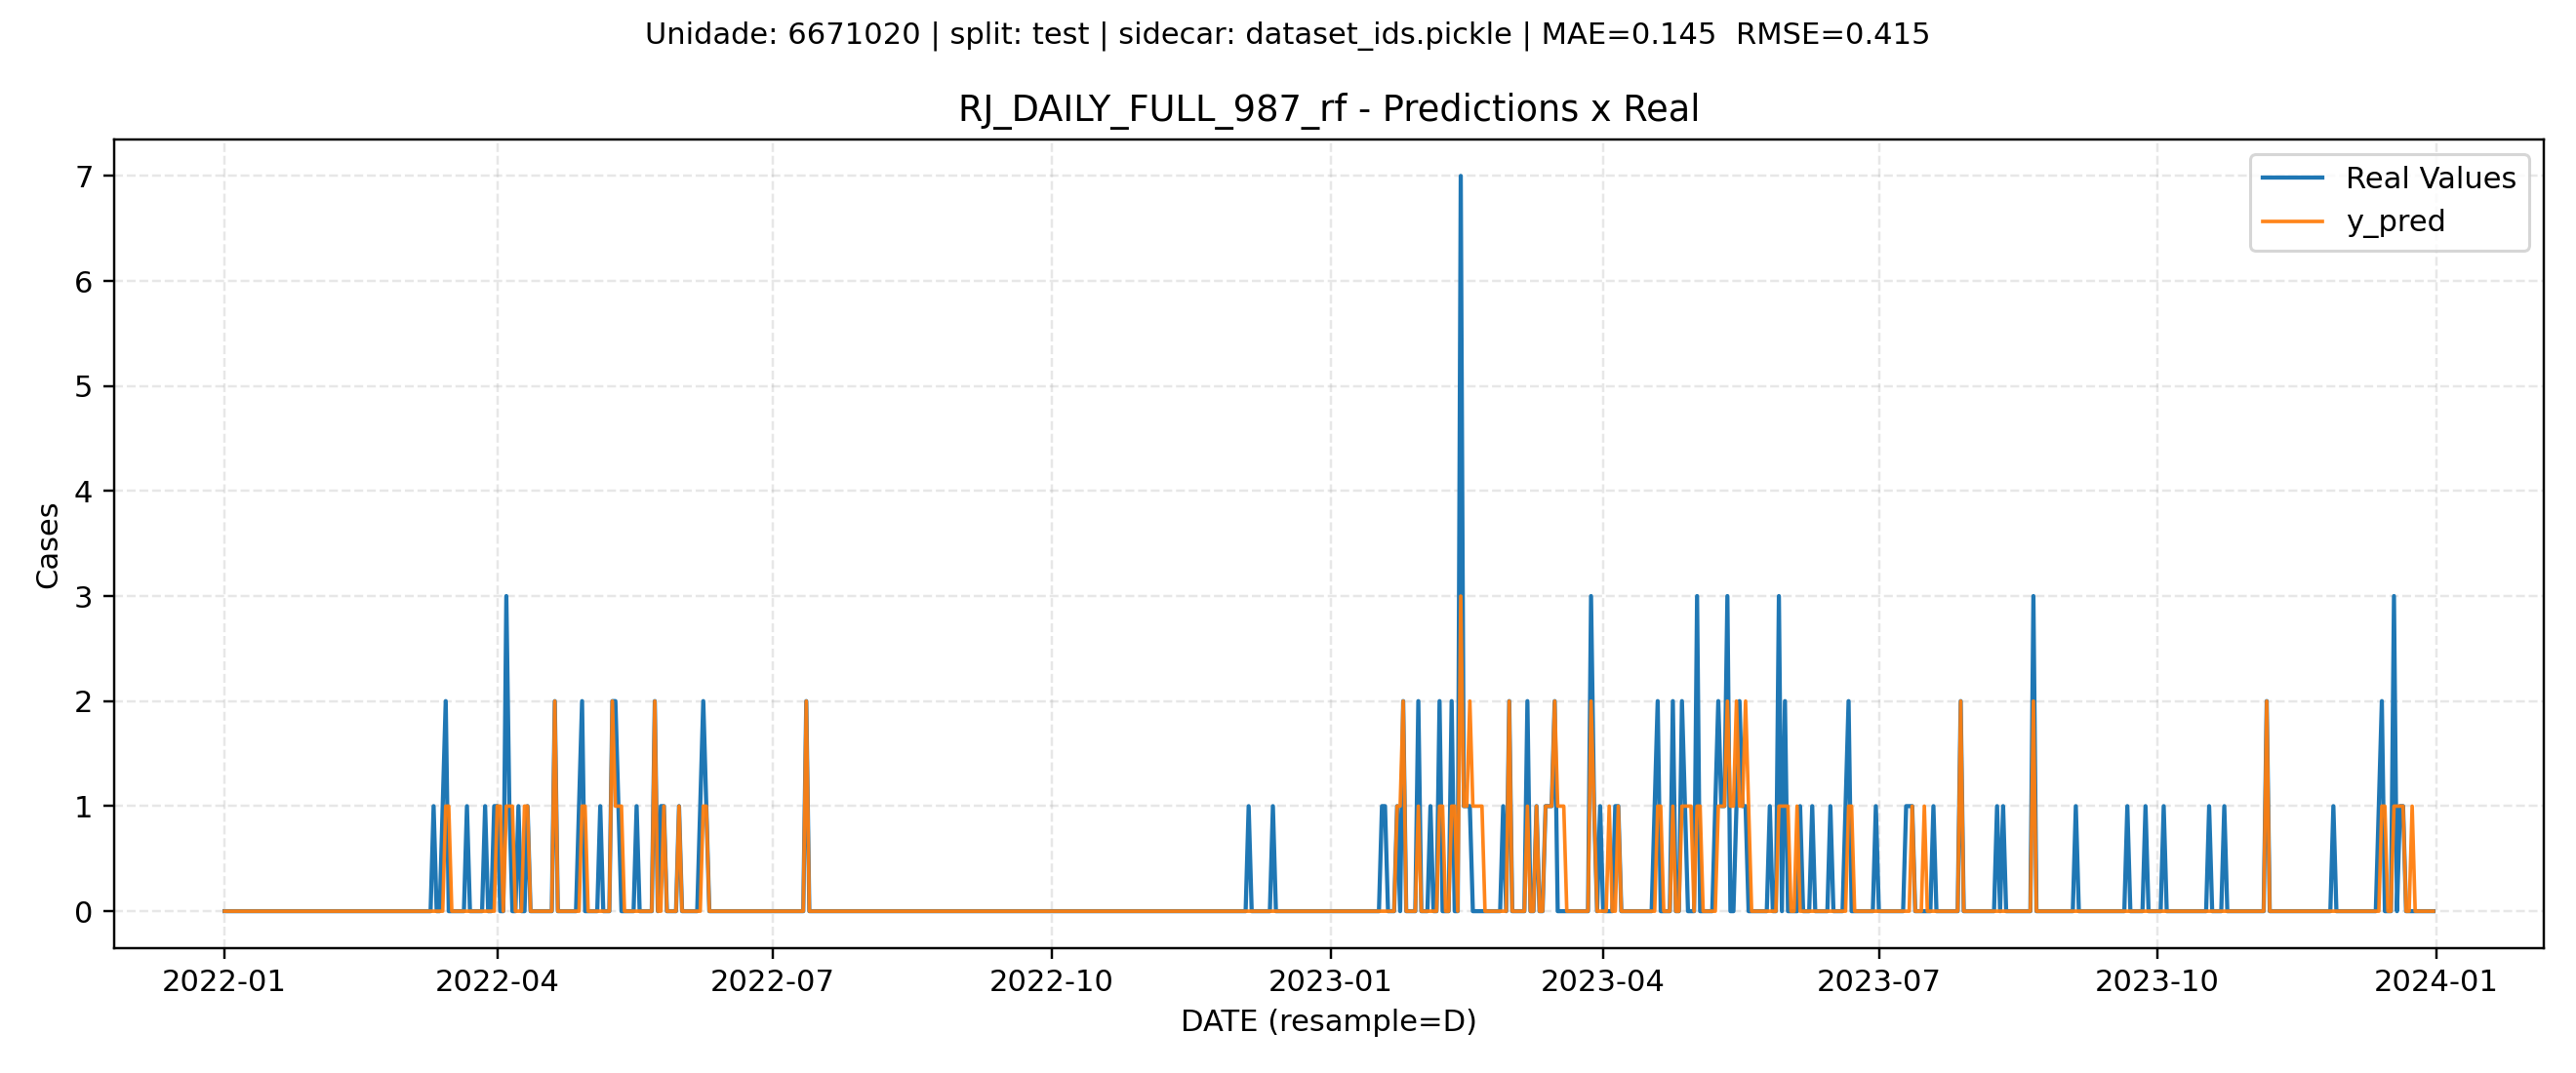 Unidade: 6671020 | split: test | sidecar: dataset_ids.pickle | MAE=0.145  RMSE=0.415
RJ_DAILY_FULL_987_rf - Predictions x Real
Real Values
y_pred
7
6
5
4
3
2
1
0
Cases
2022-01
2022-04
2022-07
2022-10
2023-01
2023-04
2023-07
2023-10
2024-01
DATE (resample=D)